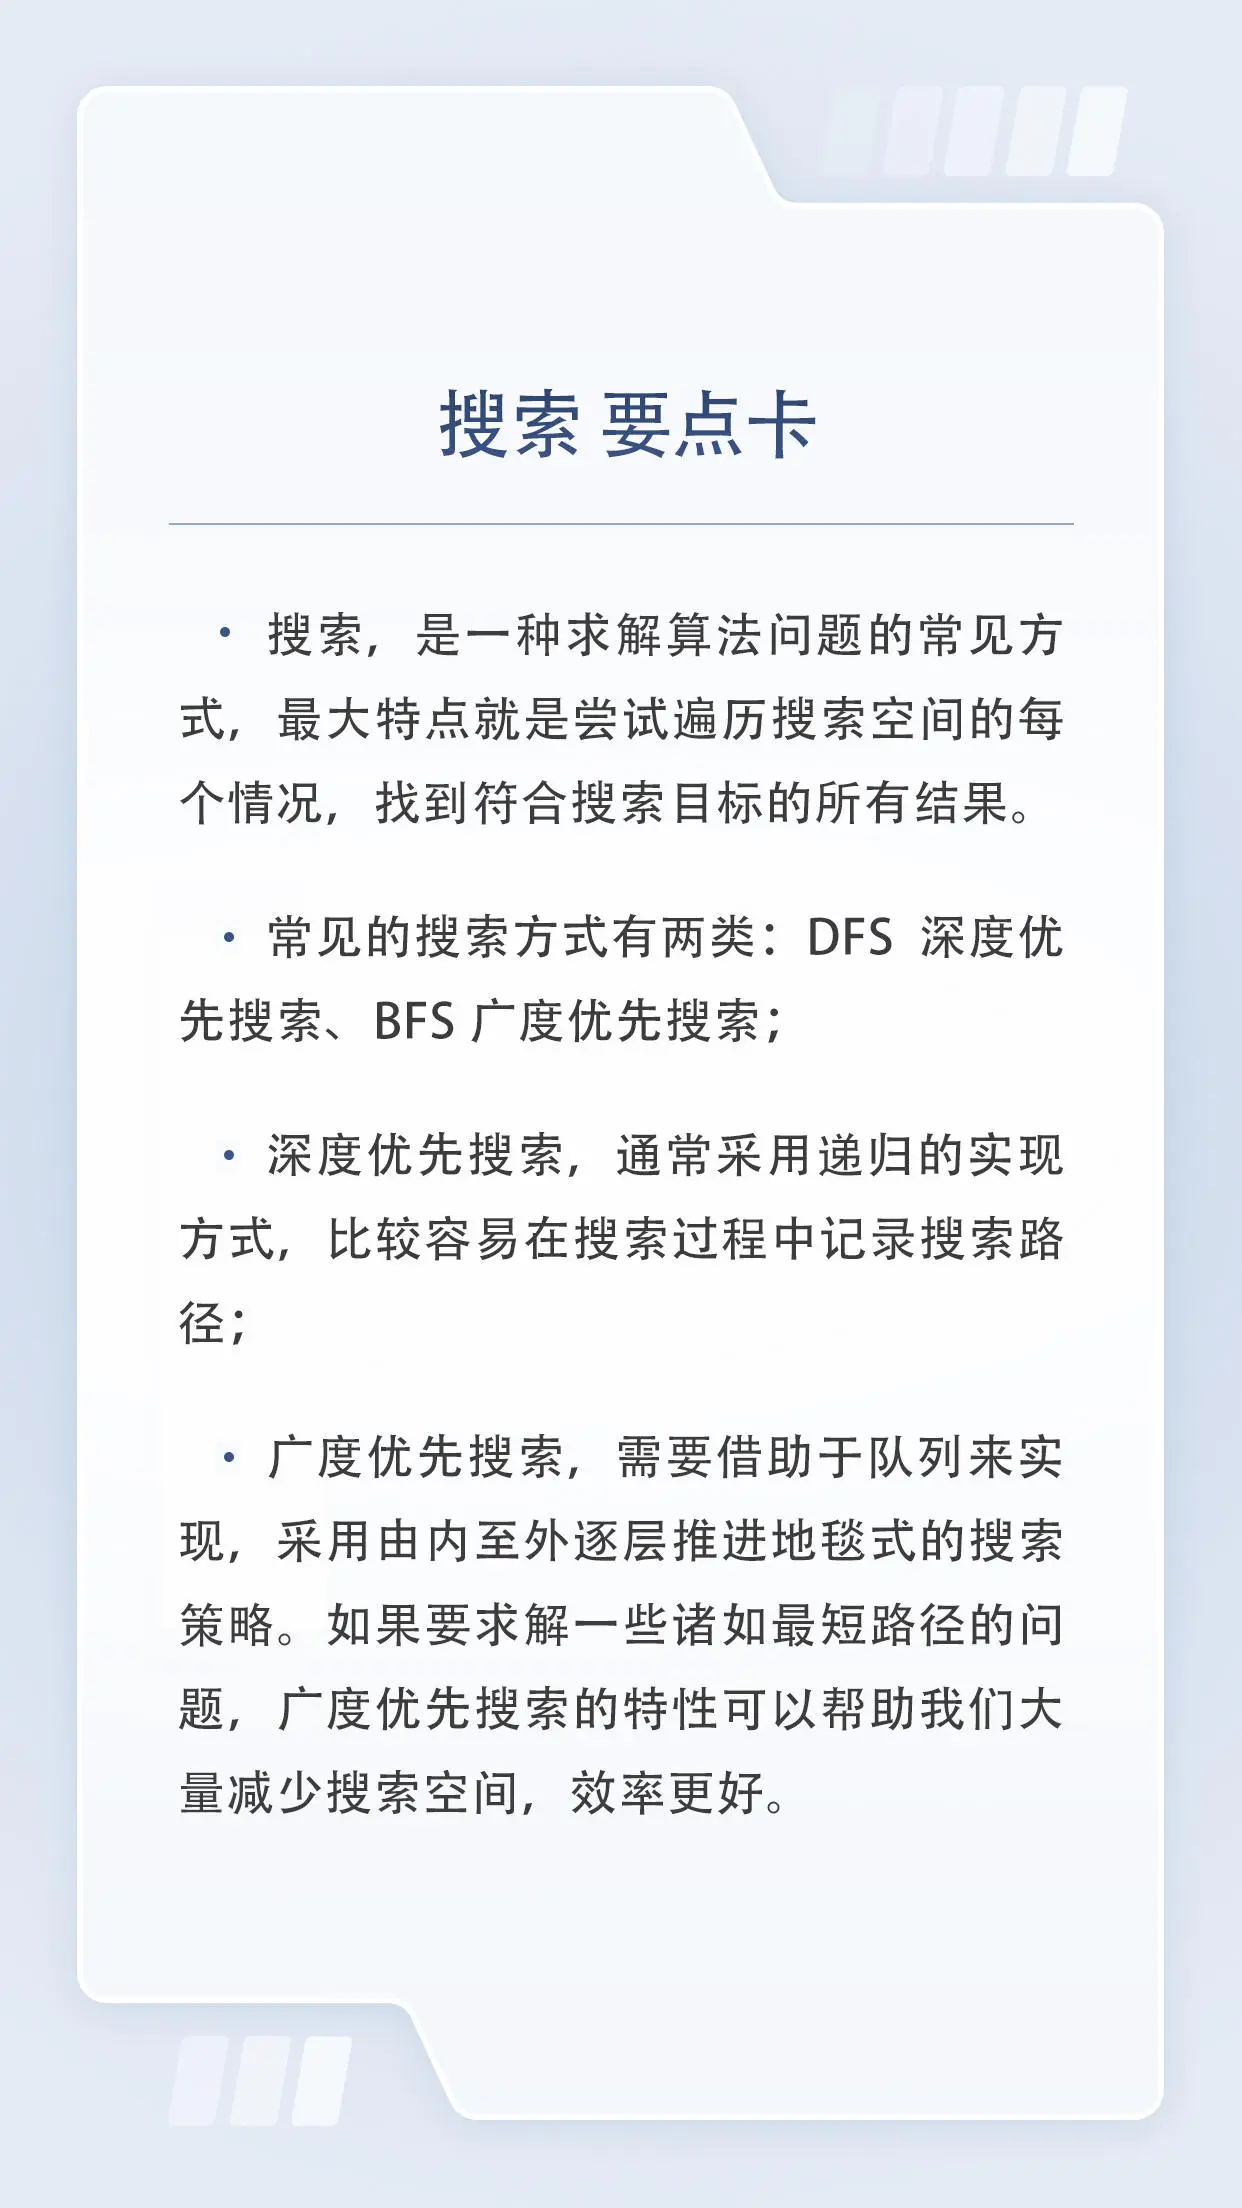 搜索 要点卡
· 搜索，是一种求解算法问题的常见方
式，最大特点就是尝试遍历搜索空间的每
个情况，找到符合搜索目标的所有结果。
· 常见的搜索方式有两类：DFS 深度优
先搜索、BFS 广度优先搜索；
· 深度优先搜索，通常采用递归的实现
方式，比较容易在搜索过程中记录搜索路
径；
· 广度优先搜索，需要借助于队列来实
现，采用由内至外逐层推进地毯式的搜索
策略。如果要求解一些诸如最短路径的问
题，广度优先搜索的特性可以帮助我们大
量减少搜索空间，效率更好。